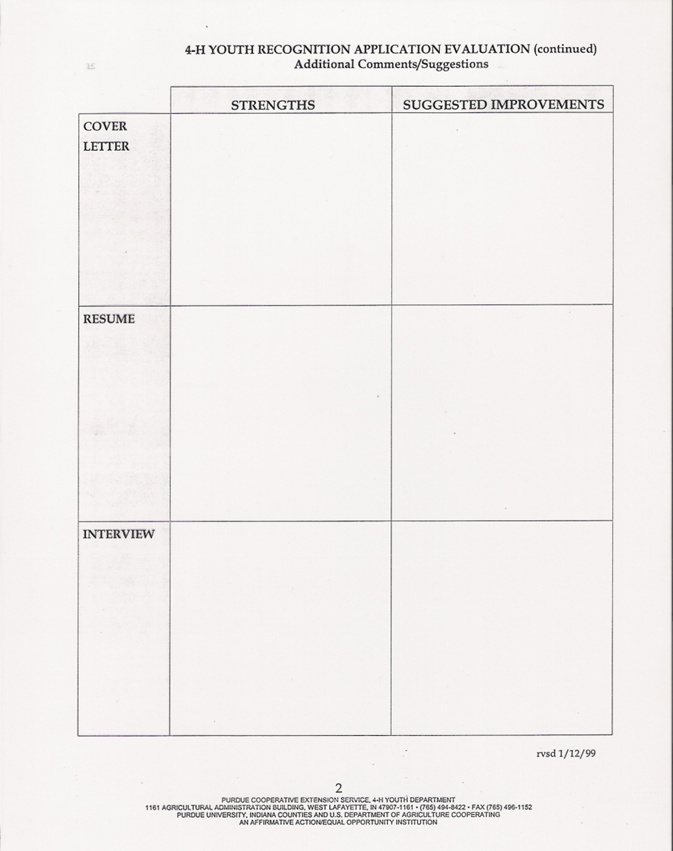 4-H YOUTH RECOGNITION APPLICATION EVALUATION (continued)
Additional Comments/Suggestions
STRENGTHS
SUGGESTED IMPROVEMENTS
COVER
LETTER
RESUME
INTERVIEW
rvsd 1/12/99
2
PURDUE COOPERATIVE EXTENSION SERVICE, 4-H YOUTH DEPARTMENT
1161 AGRICULTURAL ADMINISTRATION BUILDING, WEST LAFAYETTE, IN 47907-1161 • (765) 494-8422 • FAX (765) 496-1152
PURDUE UNIVERSITY, INDIANA COUNTIES AND U.S. DEPARTMENT OF AGRICULTURE COOPERATING
AN AFFIRMATIVE ACTION/EQUAL OPPORTUNITY INSTITUTION